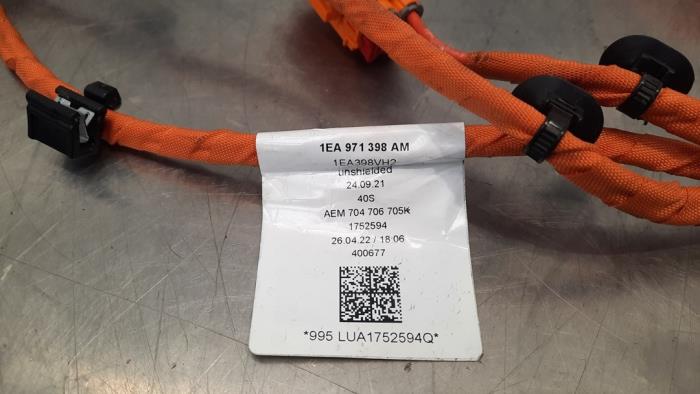 1EA 971 398 AM
1EA398VH2
unshielded
24.09.21
40S
AEM 704 706 705K
1752594
26.04.22 / 18:06
400677
*995 LUA1752594Q*